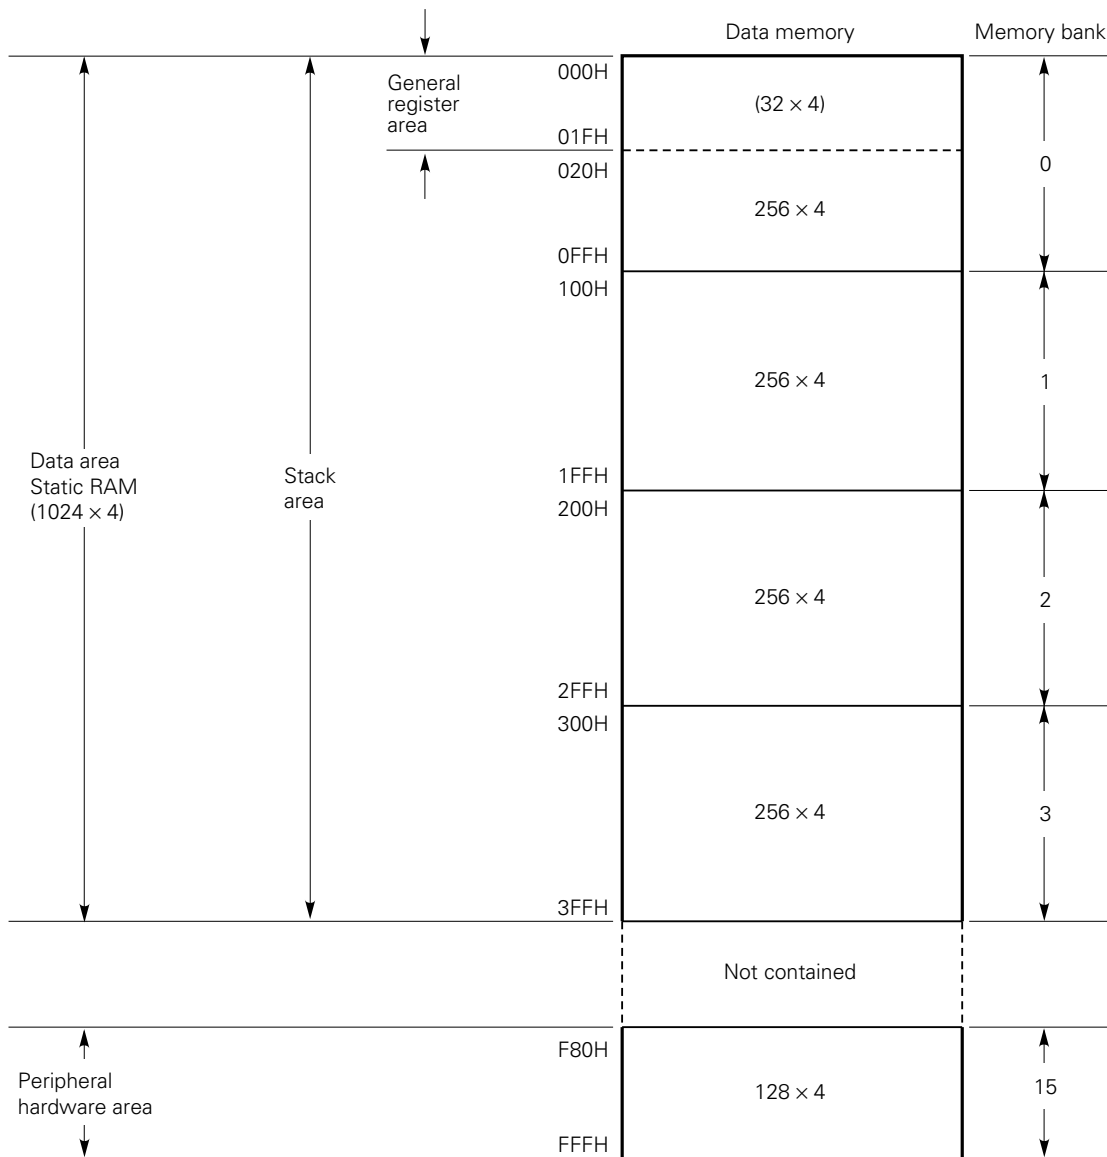 Data memory
Memory bank
000H
General
register
area
(32 × 4)
01FH
020H
0
256 × 4
0FFH
100H
256 × 4
1
Data area
Static RAM
(1024 × 4)
Stack
area
1FFH
200H
256 × 4
2
2FFH
300H
256 × 4
3
3FFH
Not contained
F80H
Peripheral
hardware area
128 × 4
15
FFFH